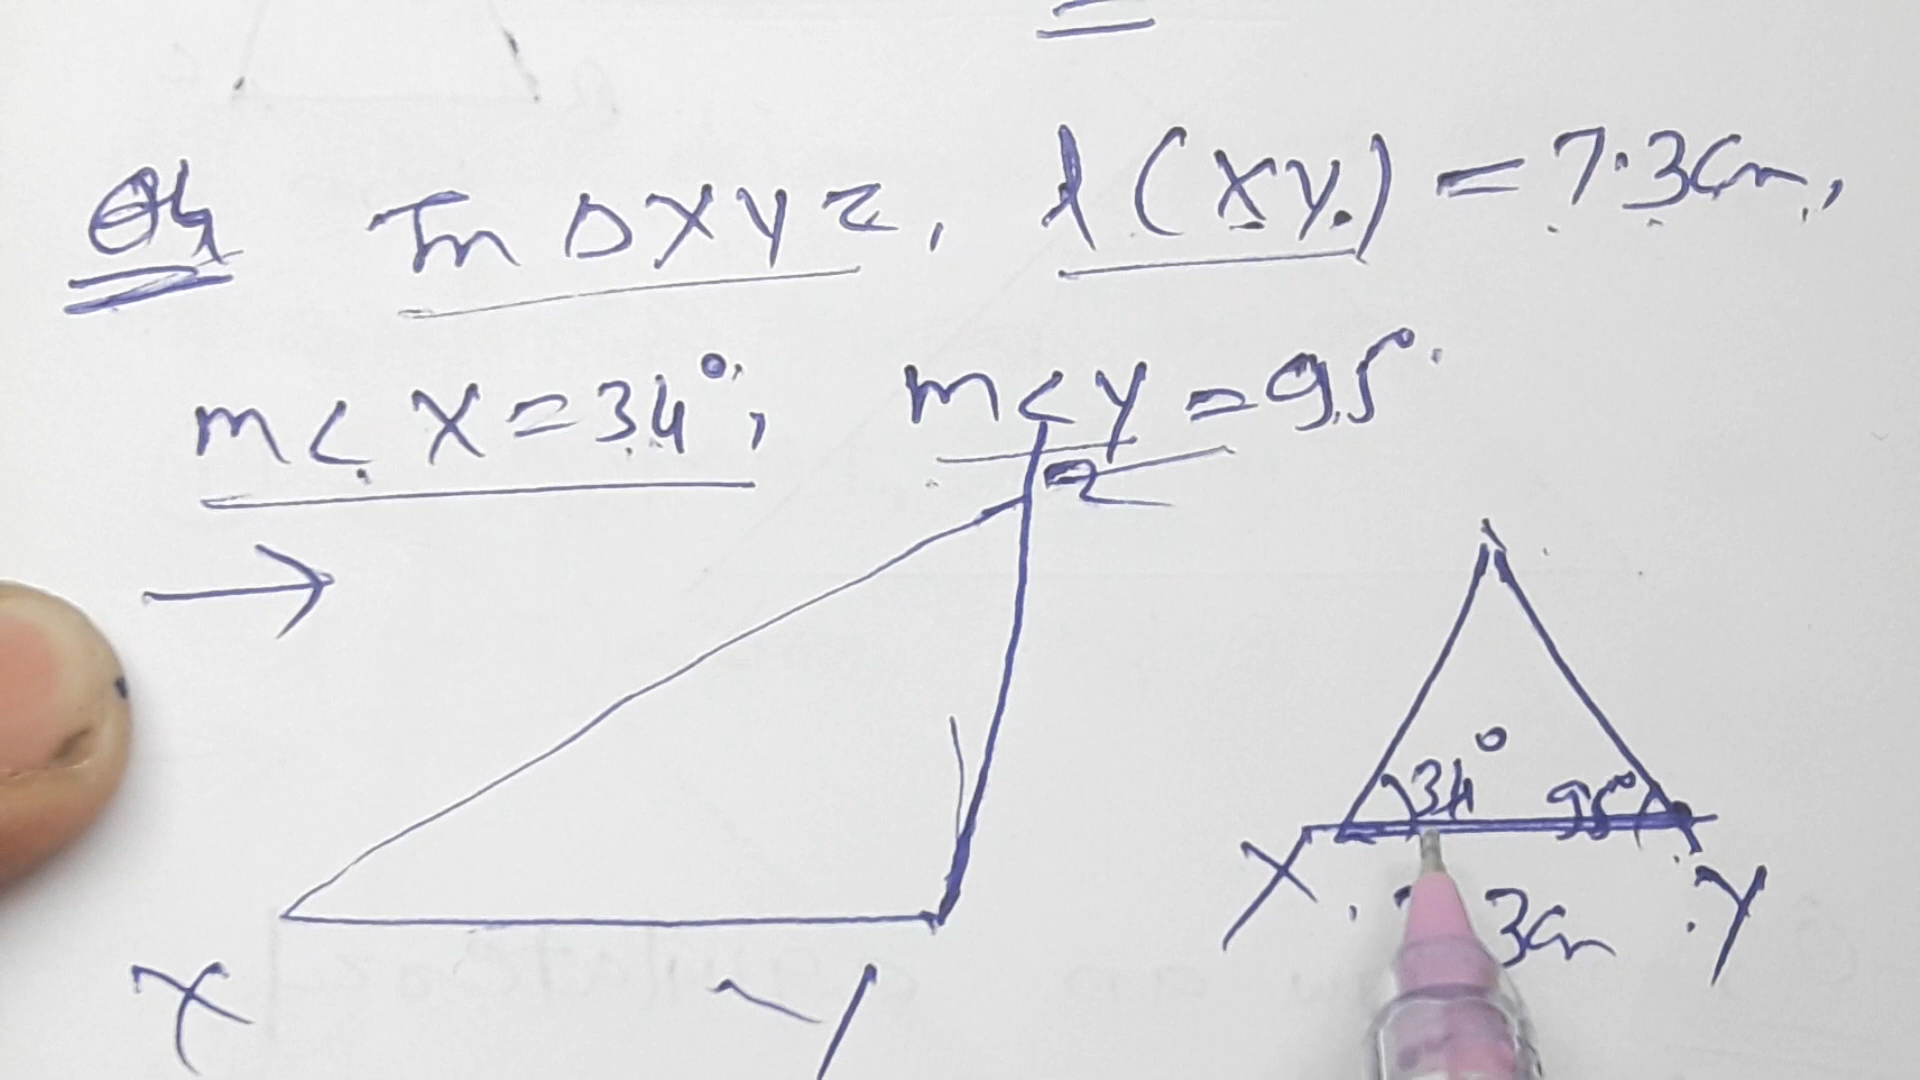 Q4 In △XYZ, l(XY) = 7.3cm,
m< X = 34°, m<Y = 95°.
Z
34° 95°
X Y
3cm
X Y